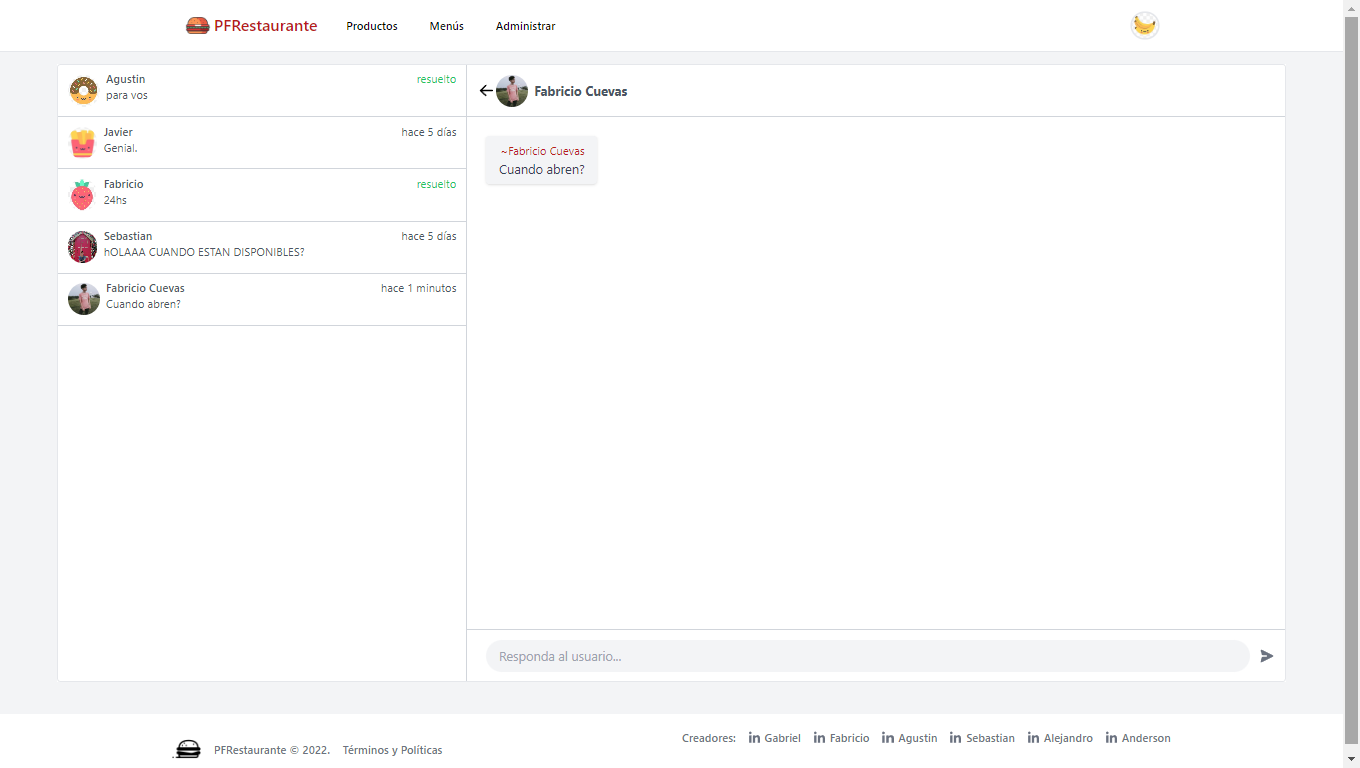 PFRestaurante Productos Menús Administrar
Agustin resuelto
para vos
Javier hace 5 días
Genial.
Fabricio resuelto
24hs
Sebastian hace 5 días
hOLAAA CUANDO ESTAN DISPONIBLES?
Fabricio Cuevas hace 1 minutos
Cuando abren?
Fabricio Cuevas
~Fabricio Cuevas
Cuando abren?
Responda al usuario...
PFRestaurante © 2022. Términos y Políticas
Creadores: in Gabriel in Fabricio in Agustin in Sebastian in Alejandro in Anderson